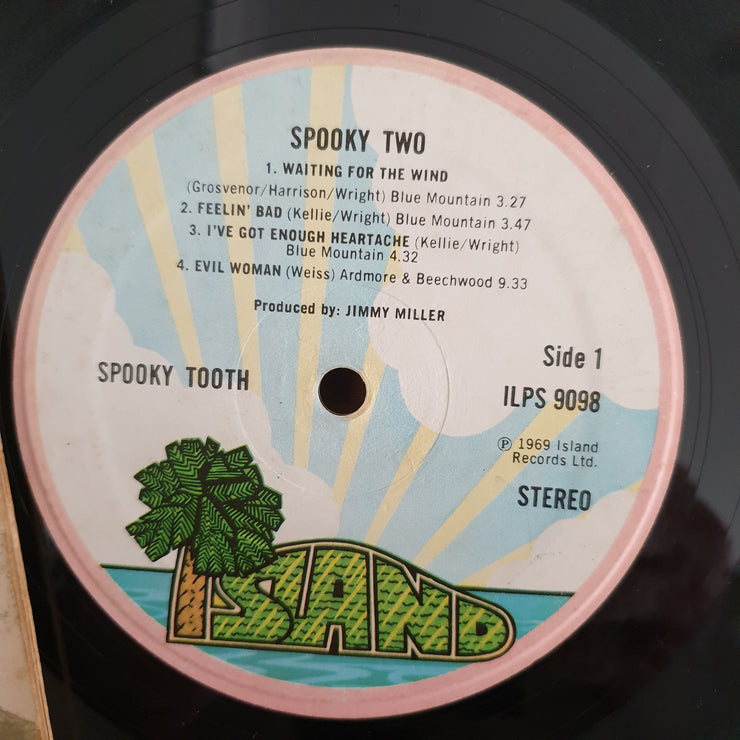 SPOOKY TWO
1. WAITING FOR THE WIND
(Grosvenor/Harrison/Wright) Blue Mountain 3.27
2. FEELIN' BAD (Kellie/Wright) Blue Mountain 3.47
3. I'VE GOT ENOUGH HEARTACHE (Kellie/Wright)
Blue Mountain 4.32
4. EVIL WOMAN (Weiss) Ardmore & Beechwood 9.33
Produced by: JIMMY MILLER
SPOOKY TOOTH
Side 1
ILPS 9098
℗ 1969 Island
Records Ltd.
STEREO
ISLAND